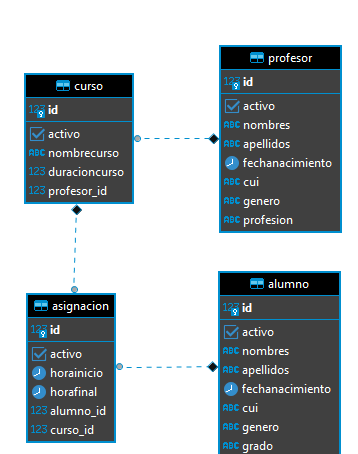 curso
123 id
activo
ABC nombrecurso
123 duracioncurso
123 profesor_id
profesor
123 id
activo
ABC nombres
ABC apellidos
fechanacimiento
ABC cui
ABC genero
ABC profesion
asignacion
123 id
activo
horainicio
horafinal
123 alumno_id
123 curso_id
alumno
123 id
activo
ABC nombres
ABC apellidos
fechanacimiento
ABC cui
ABC genero
ABC grado